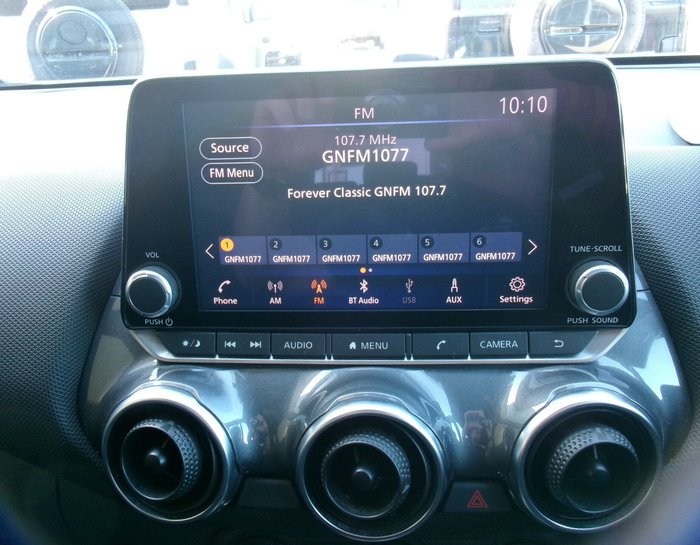 FM
10:10
107.7 MHz
GNFM1077
Source
FM Menu
Forever Classic GNFM 107.7
1 2 3 4 5 6
GNFM1077 GNFM1077 GNFM1077 GNFM1077 GNFM1077 GNFM1077
Phone AM FM BT Audio USB AUX Settings
VOL
PUSH
TUNE·SCROLL
PUSH SOUND
AUDIO MENU CAMERA